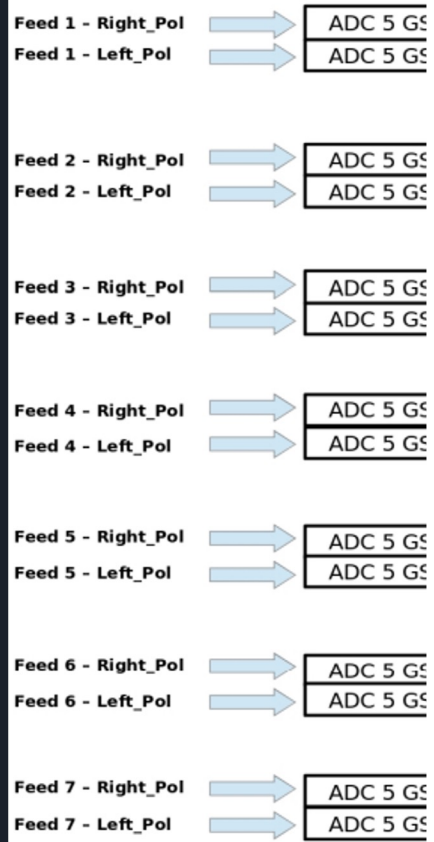 Feed 1 – Right_Pol ADC 5
Feed 1 – Left_Pol ADC 5
Feed 2 – Right_Pol ADC 5
Feed 2 – Left_Pol ADC 5
Feed 3 – Right_Pol ADC 5
Feed 3 – Left_Pol ADC 5
Feed 4 – Right_Pol ADC 5
Feed 4 – Left_Pol ADC 5
Feed 5 – Right_Pol ADC 5
Feed 5 – Left_Pol ADC 5
Feed 6 – Right_Pol ADC 5
Feed 6 – Left_Pol ADC 5
Feed 7 – Right_Pol ADC 5
Feed 7 – Left_Pol ADC 5